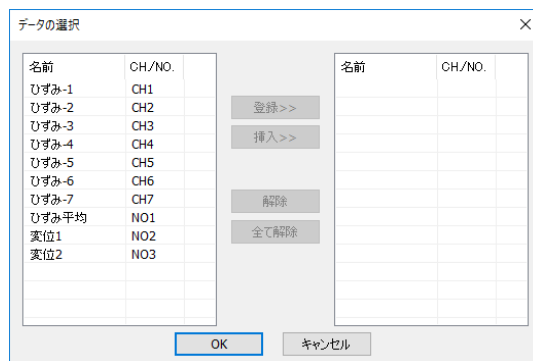 データの選択
名前 CH./NO.
ひずみ-1 CH1
ひずみ-2 CH2
ひずみ-3 CH3
ひずみ-4 CH4
ひずみ-5 CH5
ひずみ-6 CH6
ひずみ-7 CH7
ひずみ平均 NO1
変位1 NO2
変位2 NO3
登録>>
挿入>>
解除
全て解除
名前 CH./NO.
OK キャンセル